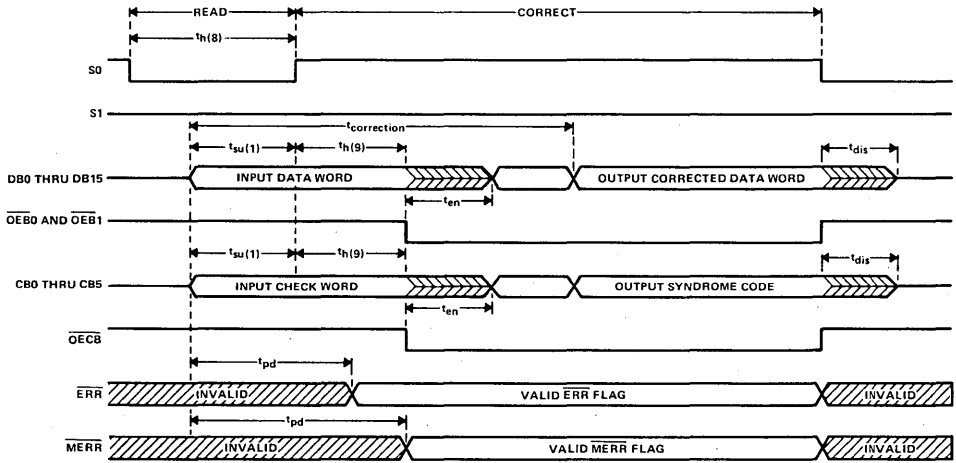 READ
CORRECT
th(8)
S0
S1
tcorrection
tsu(1)
th(9)
tdis
DB0 THRU DB15
INPUT DATA WORD
OUTPUT CORRECTED DATA WORD
ten
OEB0 AND OEB1
tsu(1)
th(9)
tdis
CB0 THRU CB5
INPUT CHECK WORD
OUTPUT SYNDROME CODE
ten
OECB
tpd
ERR
INVALID
VALID ERR FLAG
INVALID
tpd
MERR
INVALID
VALID MERR FLAG
INVALID